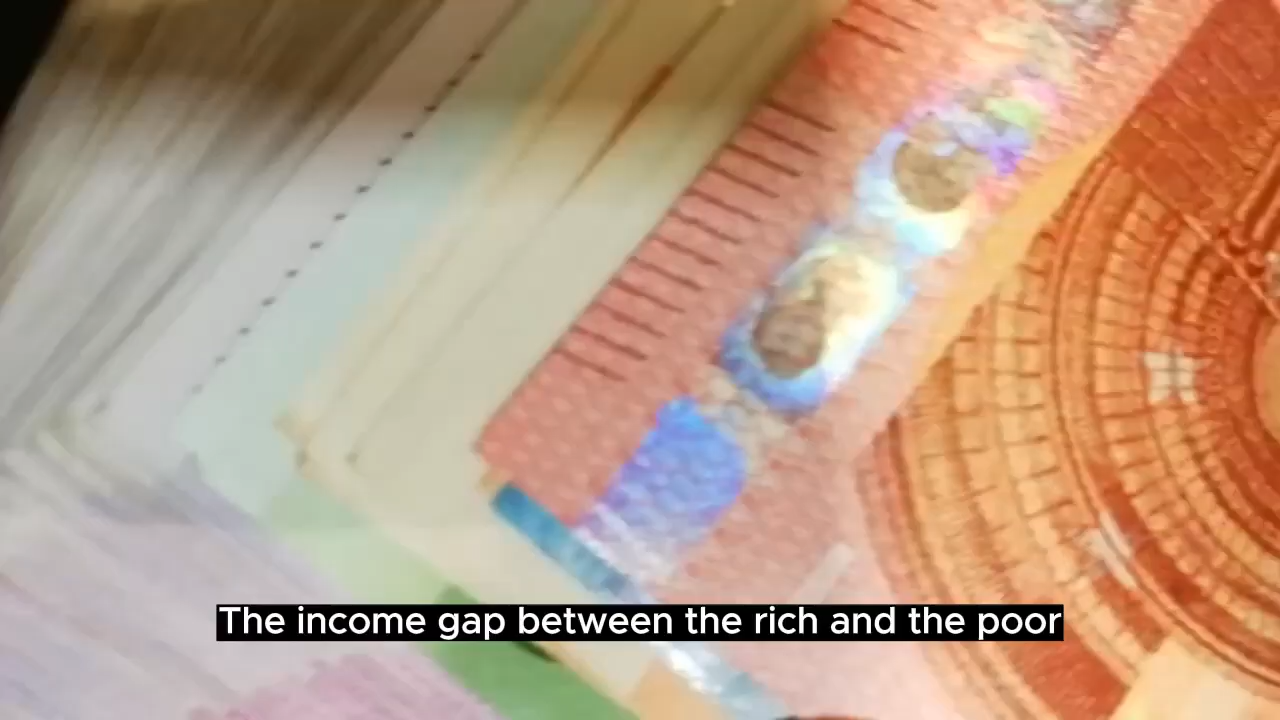 The income gap between the rich and the poor